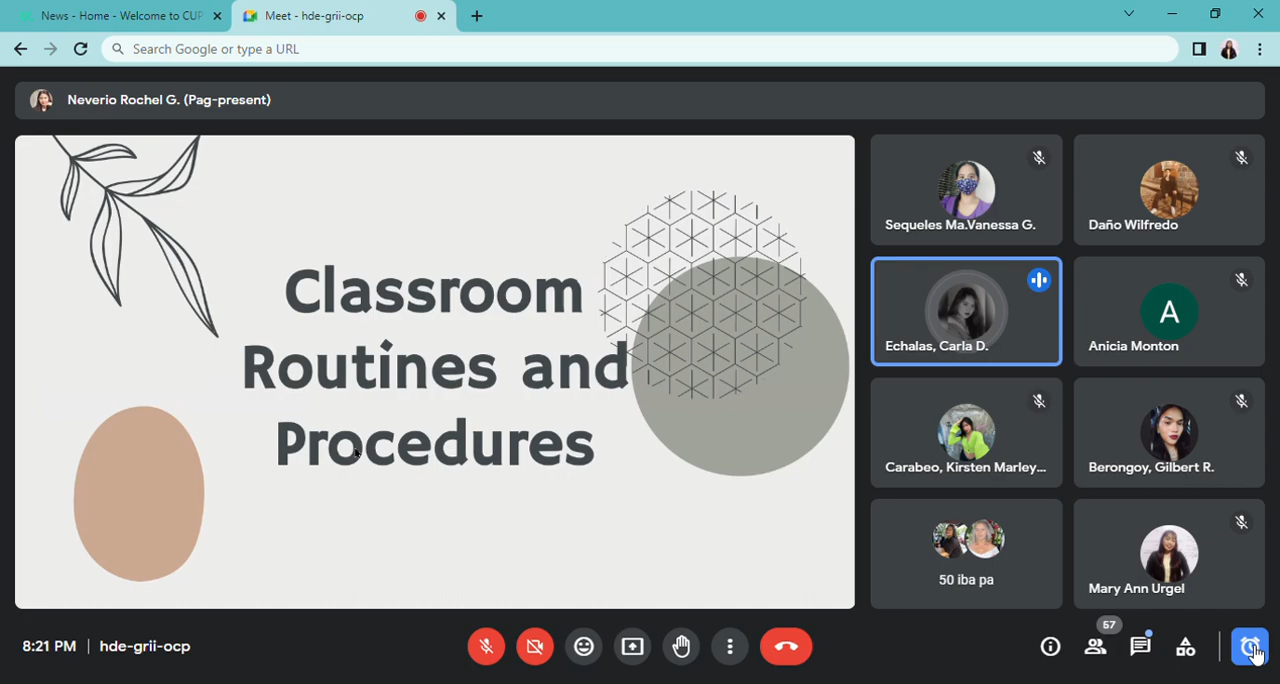 News - Home - Welcome to CUP
Meet - hde-grii-ocp
Search Google or type a URL
Neverio Rochel G. (Pag-present)
Classroom
Routines and
Procedures
Sequeles Ma.Vanessa G.
Daño Wilfredo
Echalas, Carla D.
A
Anicia Monton
Carabeo, Kirsten Marley...
Berongoy, Gilbert R.
50 iba pa
Mary Ann Urgel
8:21 PM | hde-grii-ocp
57